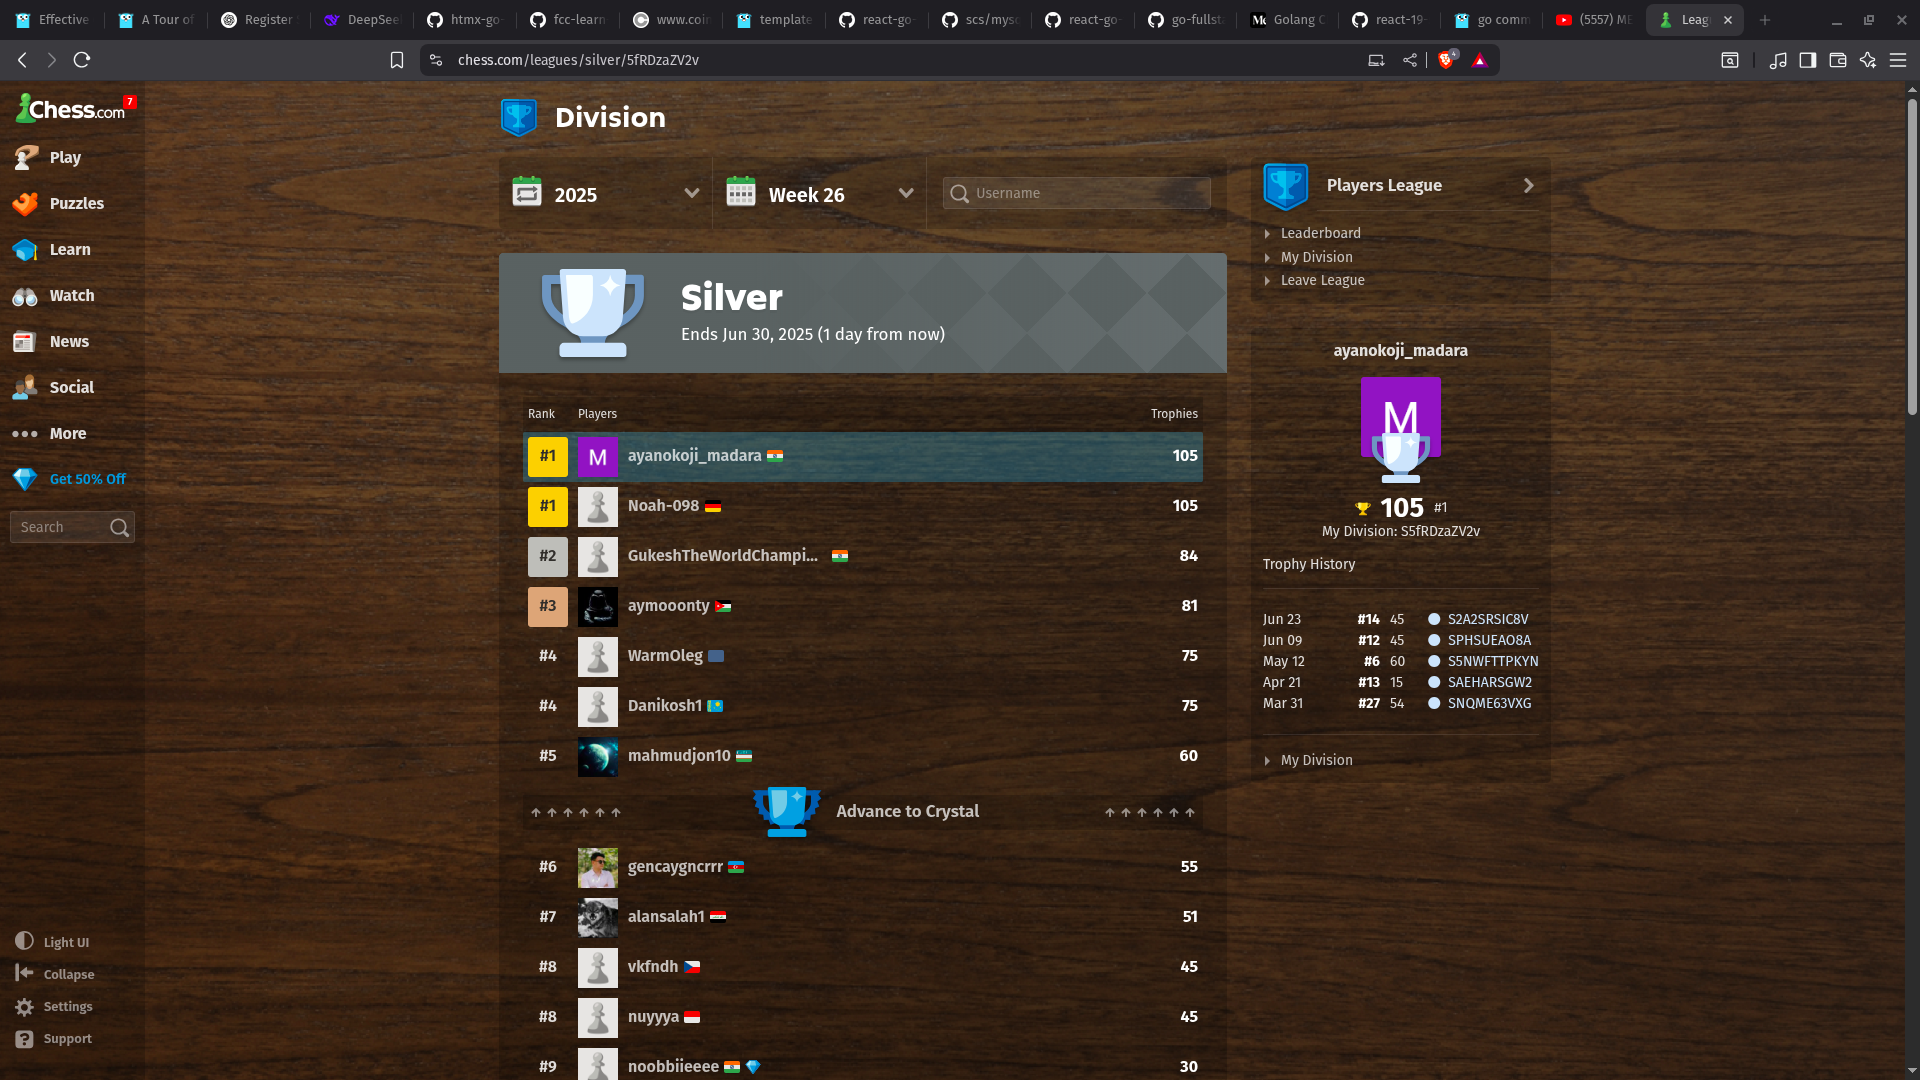 Effective
A Tour of
Register
DeepSeek
htmx-go-
fcc-learn
www.coin
template
react-go-
scs/mysq
react-go-
go-fullsta
Golang C
react-19-
go comm
(5557) ME
Leag
chess.com/leagues/silver/5fRDzaZV2v
4
Chess.com
7
Play
Puzzles
Learn
Watch
News
Social
More
Get 50% Off
Search
Light UI
Collapse
Settings
Support
Division
2025
Week 26
Username
Silver
Ends Jun 30, 2025 (1 day from now)
Rank Players Trophies
#1 M ayanokoji_madara 105
#1 Noah-098 105
#2 GukeshTheWorldChampi... 84
#3 aymooonty 81
#4 WarmOleg 75
#4 Danikosh1 75
#5 mahmudjon10 60
Advance to Crystal
#6 gencaygncrrr 55
#7 alansalah1 51
#8 vkfndh 45
#8 nuyyya 45
#9 noobbiieeee 30
Players League
Leaderboard
My Division
Leave League
ayanokoji_madara
M
105 #1
My Division: S5fRDzaZV2v
Trophy History
Jun 23 #14 45 S2A2SRSIC8V
Jun 09 #12 45 SPHSUEAO8A
May 12 #6 60 S5NWFTTPKYN
Apr 21 #13 15 SAEHARSGW2
Mar 31 #27 54 SNQME63VXG
My Division